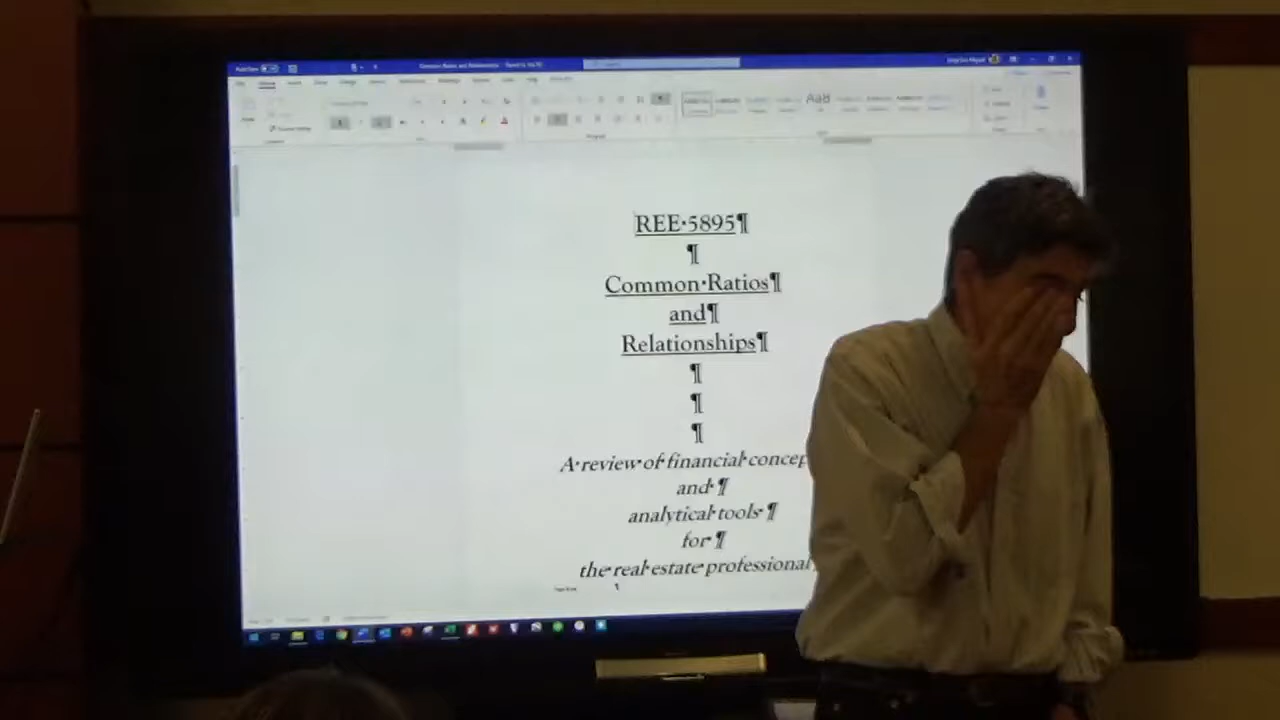 REE·5895¶
¶
Common·Ratios¶
and¶
Relationships¶
¶
¶
¶
A·review·of·financial·concep
and·¶
analytical·tools·¶
for·¶
the·real·estate·professional